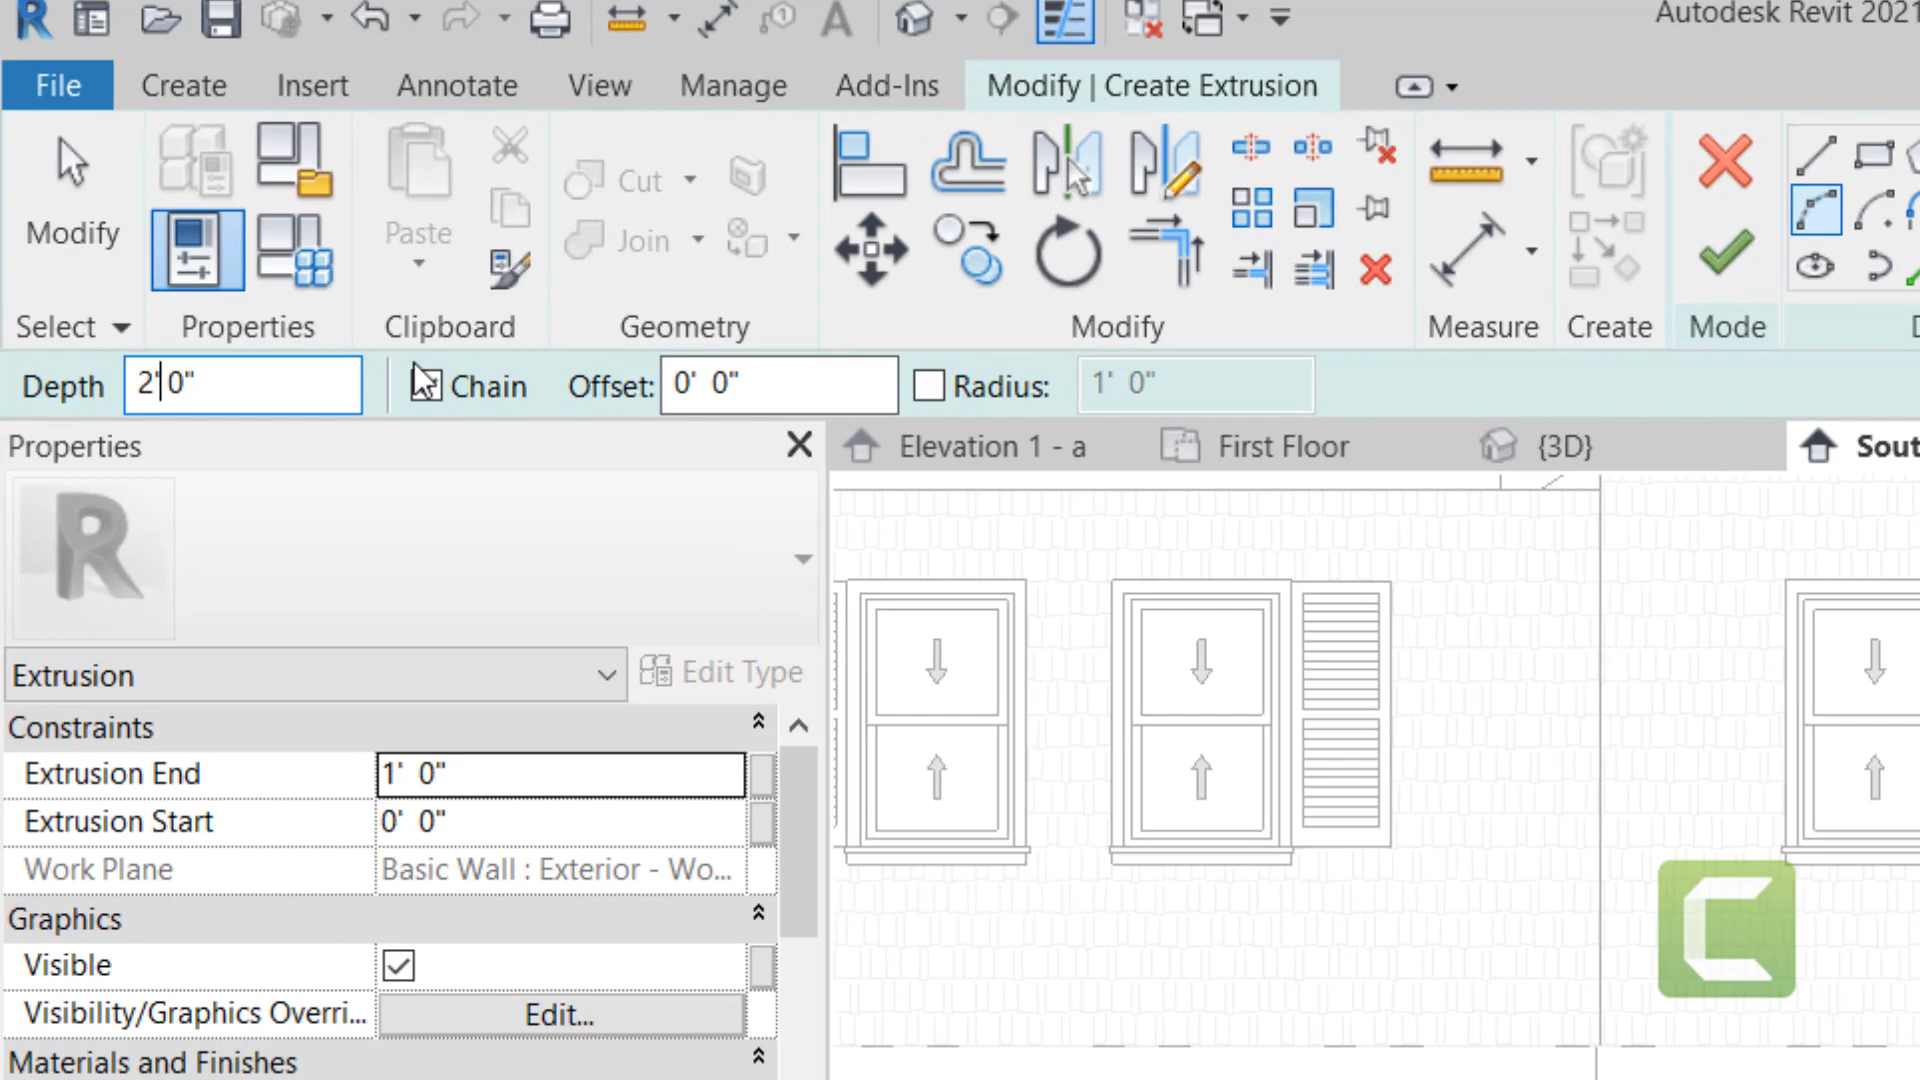 Autodesk Revit 2021
File Create Insert Annotate View Manage Add-Ins Modify | Create Extrusion
Modify Paste Cut Join
Select Properties Clipboard Geometry Modify Measure Create Mode
Depth 2' 0" Chain Offset: 0' 0" Radius: 1' 0"
Properties
Elevation 1 - a First Floor {3D} Sout
Extrusion Edit Type
Constraints
Extrusion End 1' 0"
Extrusion Start 0' 0"
Work Plane Basic Wall : Exterior - Wo...
Graphics
Visible
Visibility/Graphics Overri... Edit...
Materials and Finishes